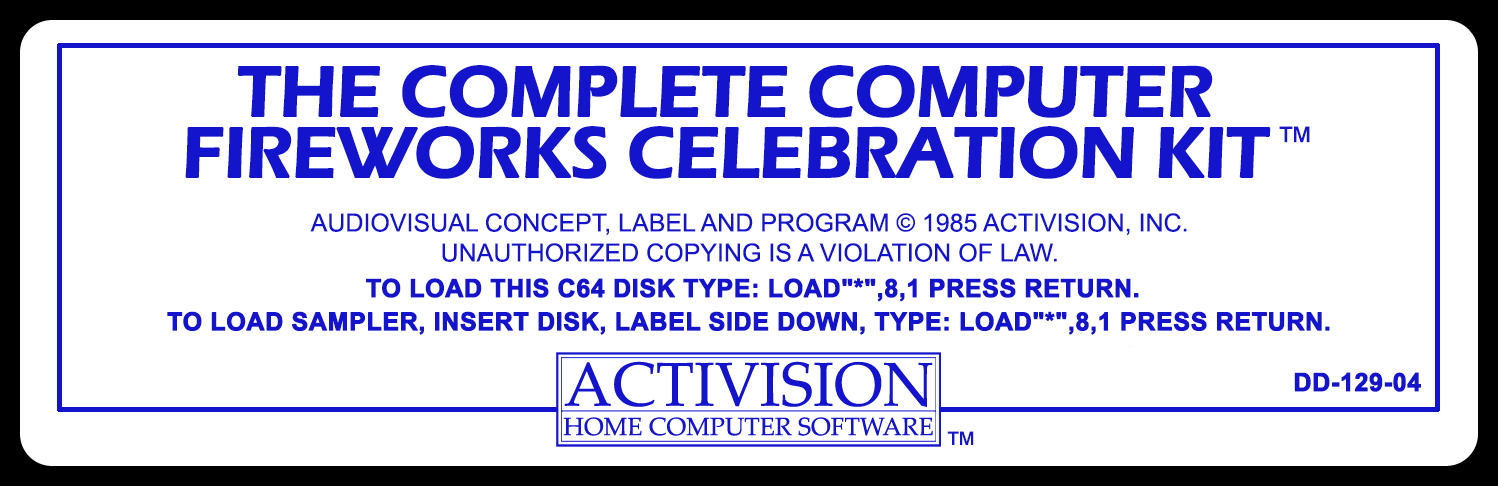 THE COMPLETE COMPUTER
FIREWORKS CELEBRATION KIT™
AUDIOVISUAL CONCEPT, LABEL AND PROGRAM © 1985 ACTIVISION, INC.
UNAUTHORIZED COPYING IS A VIOLATION OF LAW.
TO LOAD THIS C64 DISK TYPE: LOAD"*",8,1 PRESS RETURN.
TO LOAD SAMPLER, INSERT DISK, LABEL SIDE DOWN, TYPE: LOAD"*",8,1 PRESS RETURN.
DD-129-04
ACTIVISION
HOME COMPUTER SOFTWARE™